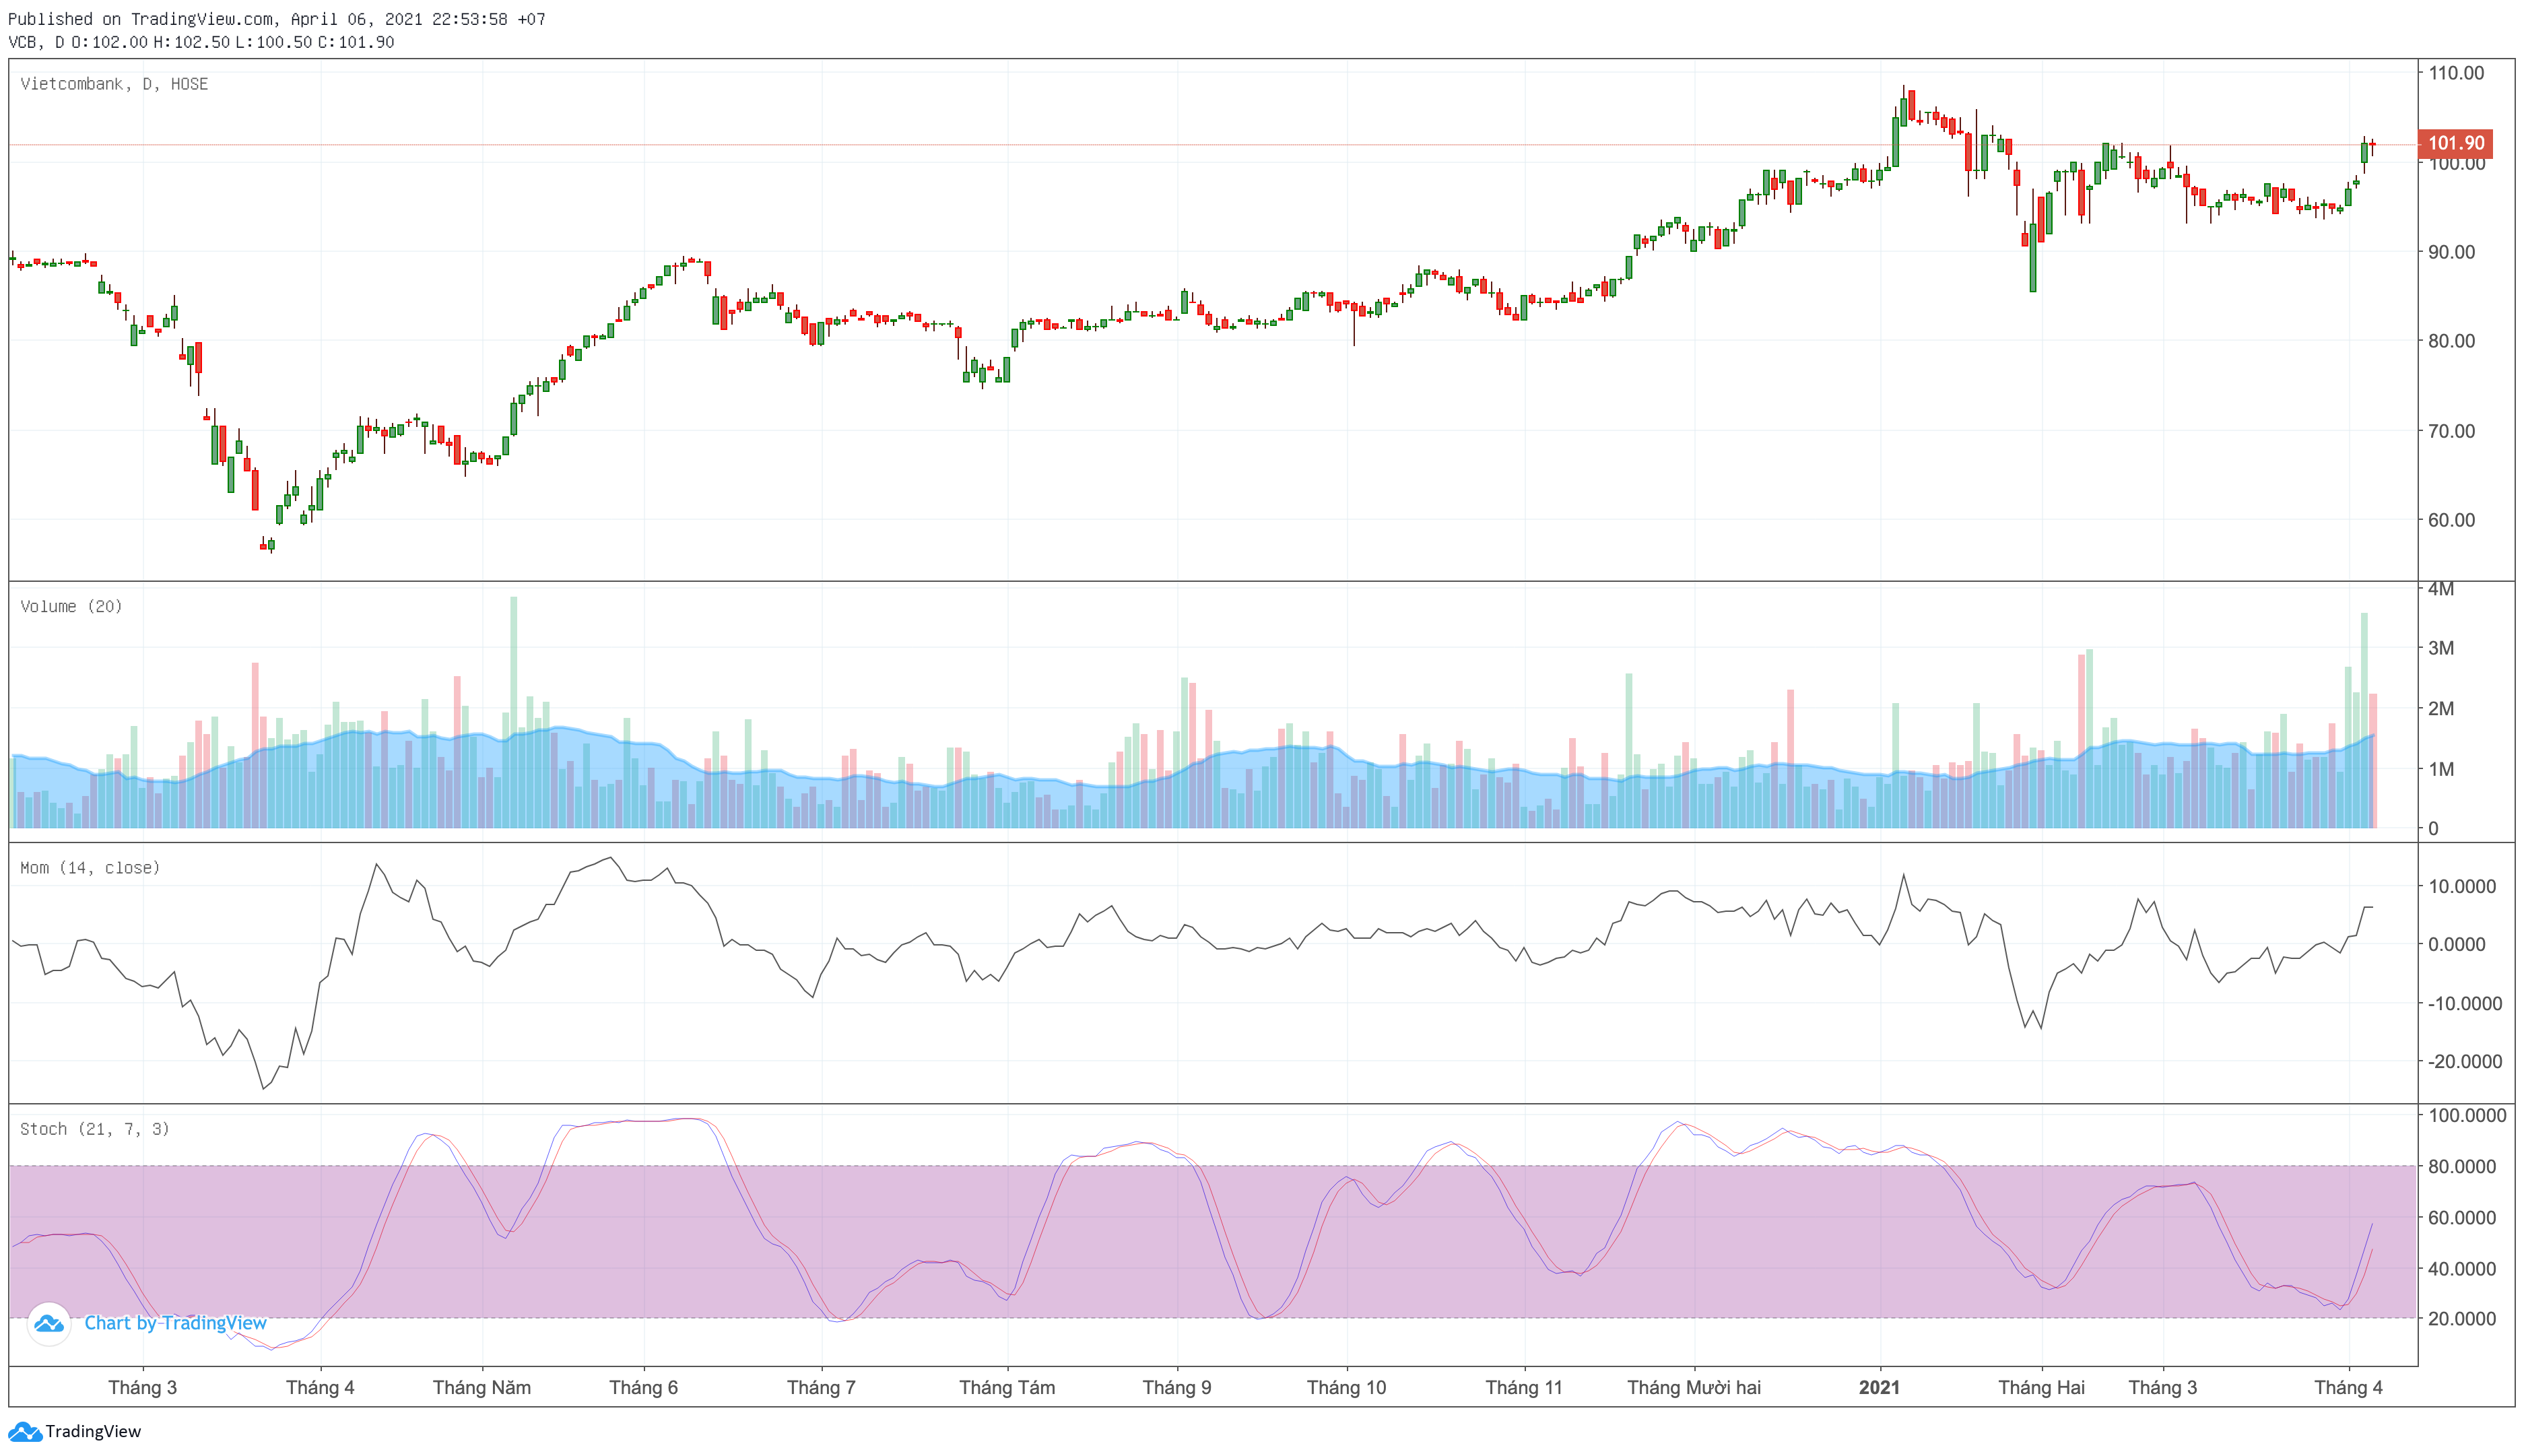 Published on TradingView.com, April 06, 2021 22:53:58 +07
VCB, D O:102.00 H:102.50 L:100.50 C:101.90
Vietcombank, D, HOSE
110.00
101.90
100.00
90.00
80.00
70.00
60.00
Volume (20)
4M
3M
2M
1M
0
Mom (14, close)
10.0000
0.0000
-10.0000
-20.0000
Stoch (21, 7, 3)
100.0000
80.0000
60.0000
40.0000
20.0000
Chart by TradingView
Tháng 3 Tháng 4 Tháng Năm Tháng 6 Tháng 7 Tháng Tám Tháng 9 Tháng 10 Tháng 11 Tháng Mười hai 2021 Tháng Hai Tháng 3 Tháng 4
TradingView